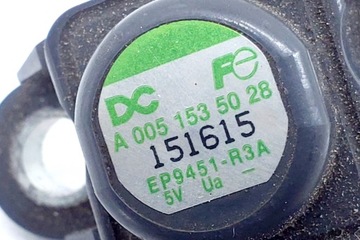 DC Fe
A 005 153 50 28
151615
EP9451-R3A
5V Ua –